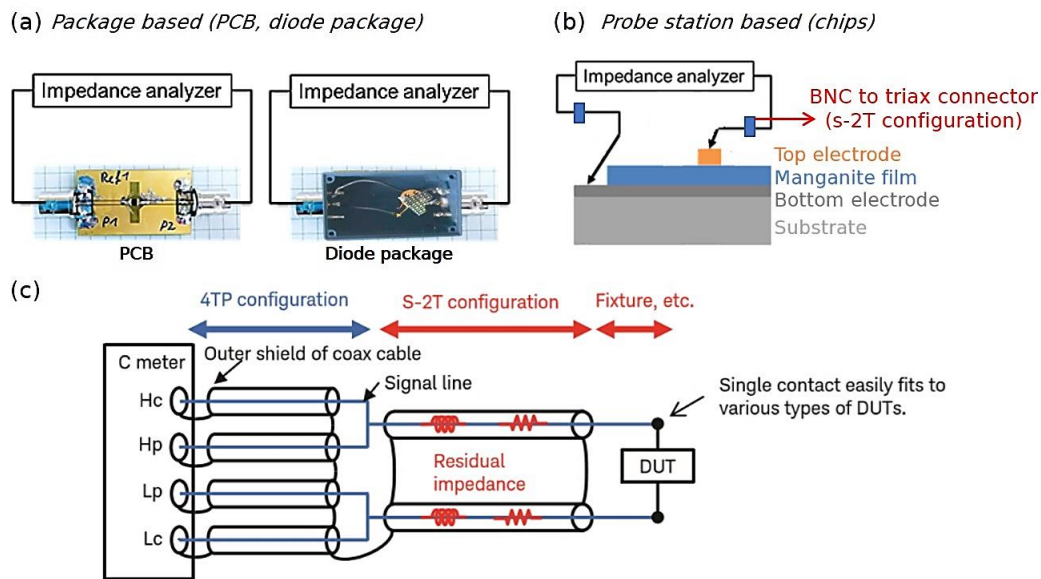 (a) Package based (PCB, diode package)
Impedance analyzer
Impedance analyzer
Ref1
P1
P2
PCB
Diode package
(b) Probe station based (chips)
Impedance analyzer
BNC to triax connector
(s-2T configuration)
Top electrode
Manganite film
Bottom electrode
Substrate
(c)
4TP configuration
S-2T configuration
Fixture, etc.
C meter
Outer shield of coax cable
Signal line
Hc
Hp
Lp
Lc
Residual
impedance
Single contact easily fits to
various types of DUTs.
DUT